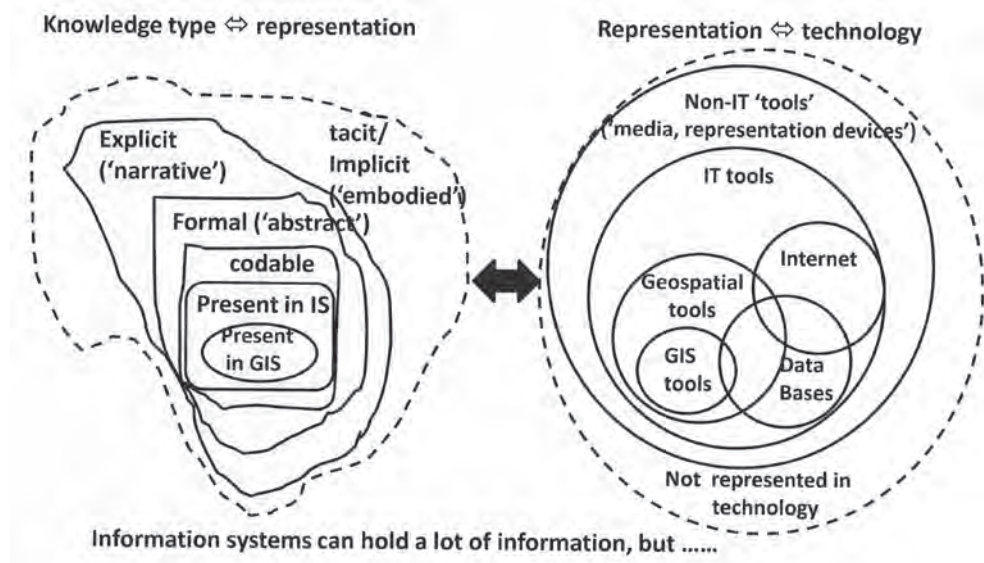 Knowledge type ⇔ representation
Explicit
('narrative')
tacit/
Implicit
('embodied')
Formal ('abstract')
codable
Present in IS
Present
in GIS
Representation ⇔ technology
Non-IT 'tools'
('media, representation devices')
IT tools
Internet
Geospatial
tools
GIS
tools
Data
Bases
Not represented in
technology
Information systems can hold a lot of information, but ......